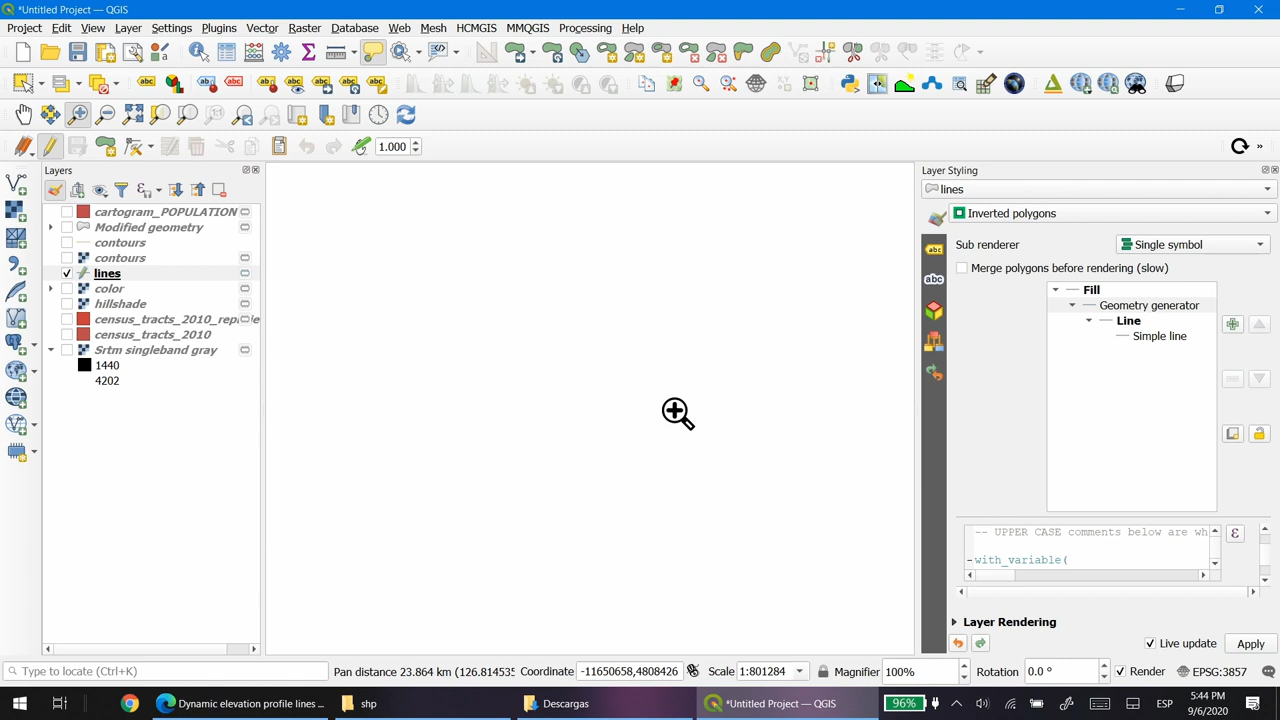 *Untitled Project — QGIS
Project Edit View Layer Settings Plugins Vector Raster Database Web Mesh HCMGIS MMQGIS Processing Help
1.000
Layers
cartogram_POPULATION
Modified geometry
contours
contours
lines
color
hillshade
census_tracts_2010
Srtm singleband gray
1440
4202
Layer Styling
lines
Inverted polygons
Sub renderer Single symbol
Merge polygons before rendering (slow)
Fill
Geometry generator
Line
Simple line
-- UPPER CASE comments below are wh
with_variable(
Layer Rendering
Live update Apply
Type to locate (Ctrl+K) Pan distance 23.864 km (126.814535 Coordinate -11650658,4808426 Scale 1:801284 Magnifier 100% Rotation 0.0 ° Render EPSG:3857
Dynamic elevation profile lines ... shp Descargas *Untitled Project — QGIS 96% ESP 5:44 PM
9/6/2020